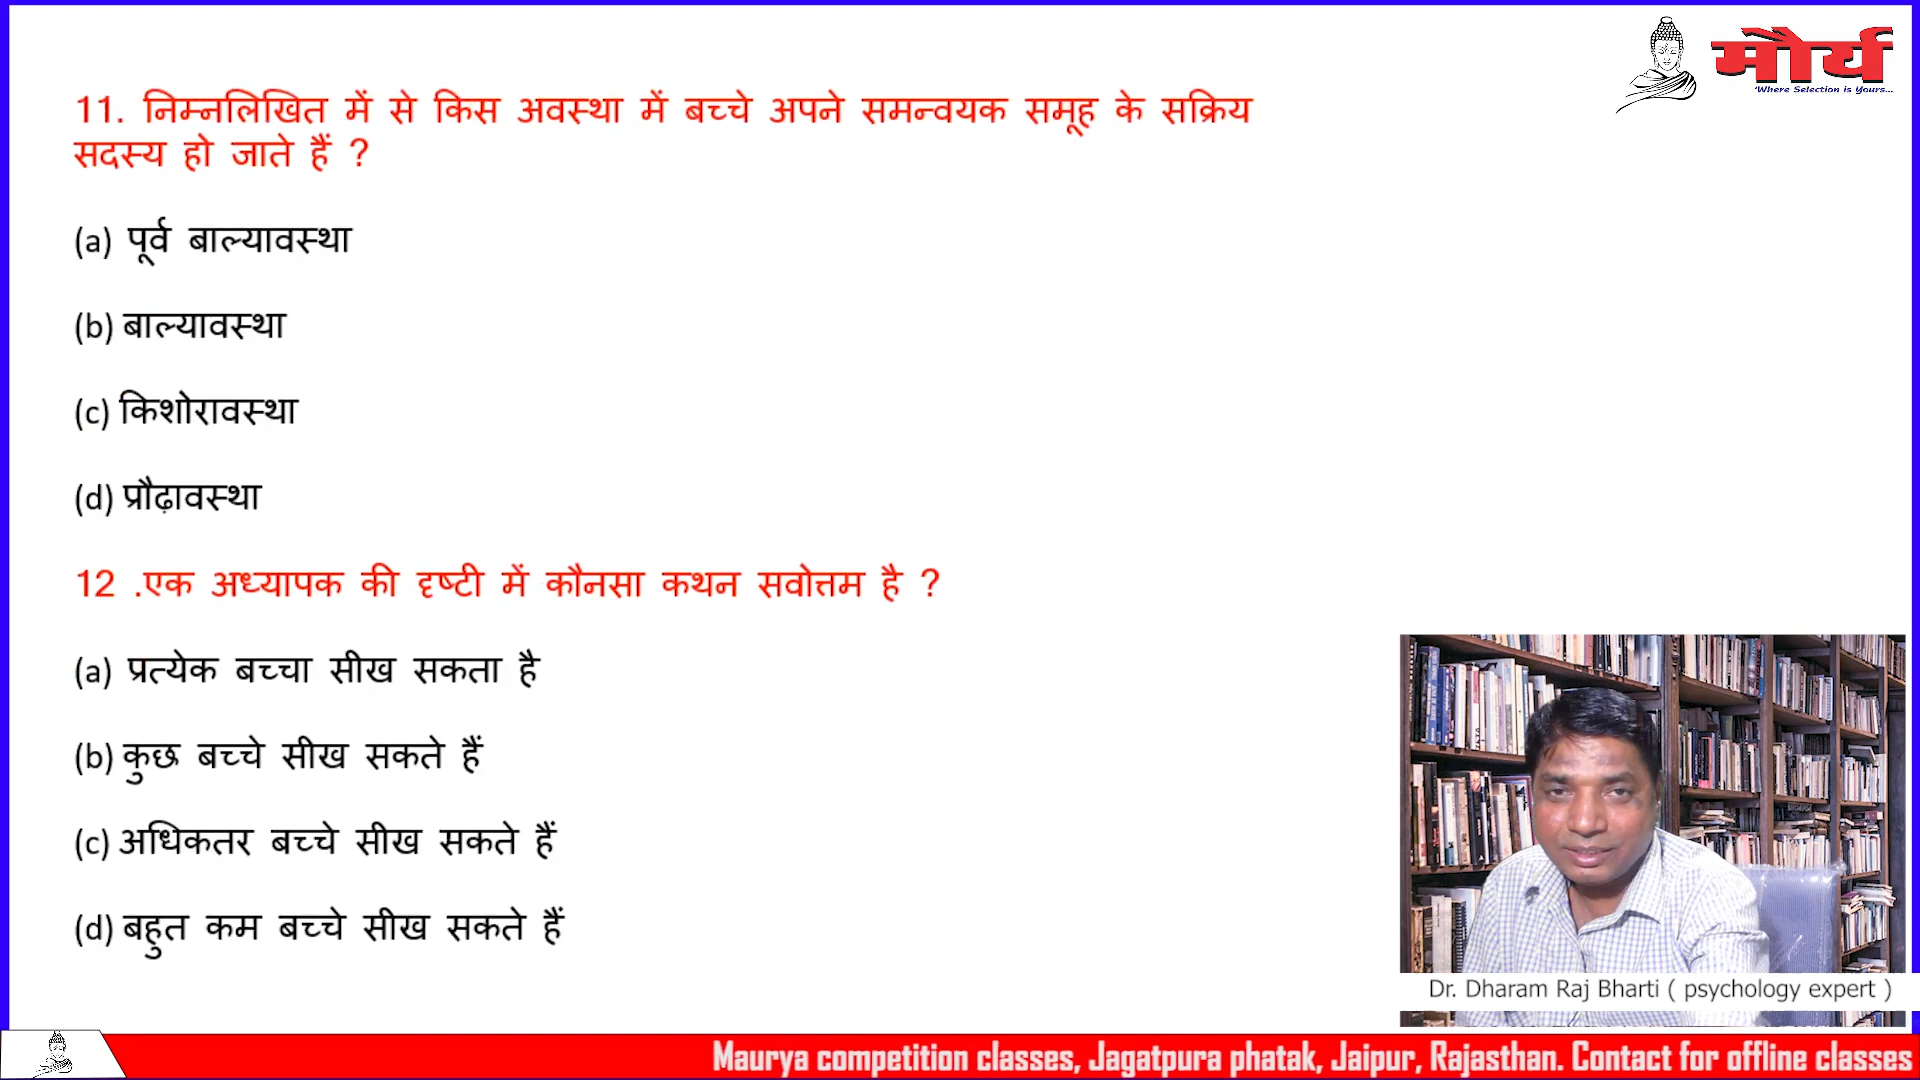 मौर्य
'Where Selection is Yours...
11. निम्नलिखित में से किस अवस्था में बच्चे अपने समन्वयक समूह के सक्रिय
सदस्य हो जाते हैं ?
(a) पूर्व बाल्यावस्था
(b) बाल्यावस्था
(c) किशोरावस्था
(d) प्रौढ़ावस्था
12 .एक अध्यापक की दृष्टी में कौनसा कथन सवोत्तम है ?
(a) प्रत्येक बच्चा सीख सकता है
(b) कुछ बच्चे सीख सकते हैं
(c) अधिकतर बच्चे सीख सकते हैं
(d) बहुत कम बच्चे सीख सकते हैं
Dr. Dharam Raj Bharti ( psychology expert )
Maurya competition classes, Jagatpura phatak, Jaipur, Rajasthan. Contact for offline classes